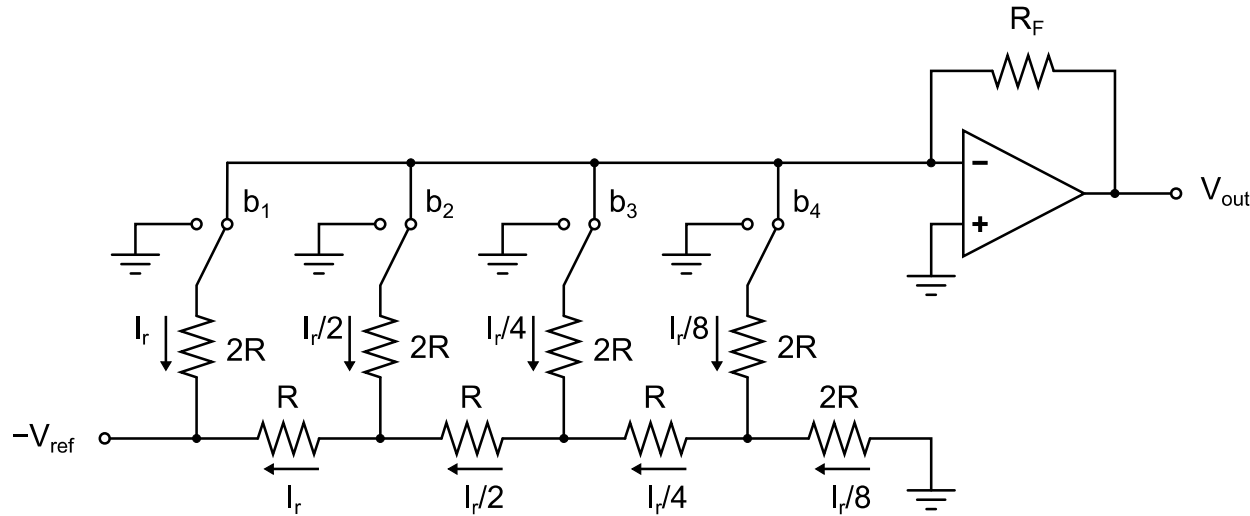 R_F
−
+
V_out
b_1
b_2
b_3
b_4
I_r
2R
I_r/2
2R
I_r/4
2R
I_r/8
2R
−V_ref
R
R
R
2R
I_r
I_r/2
I_r/4
I_r/8